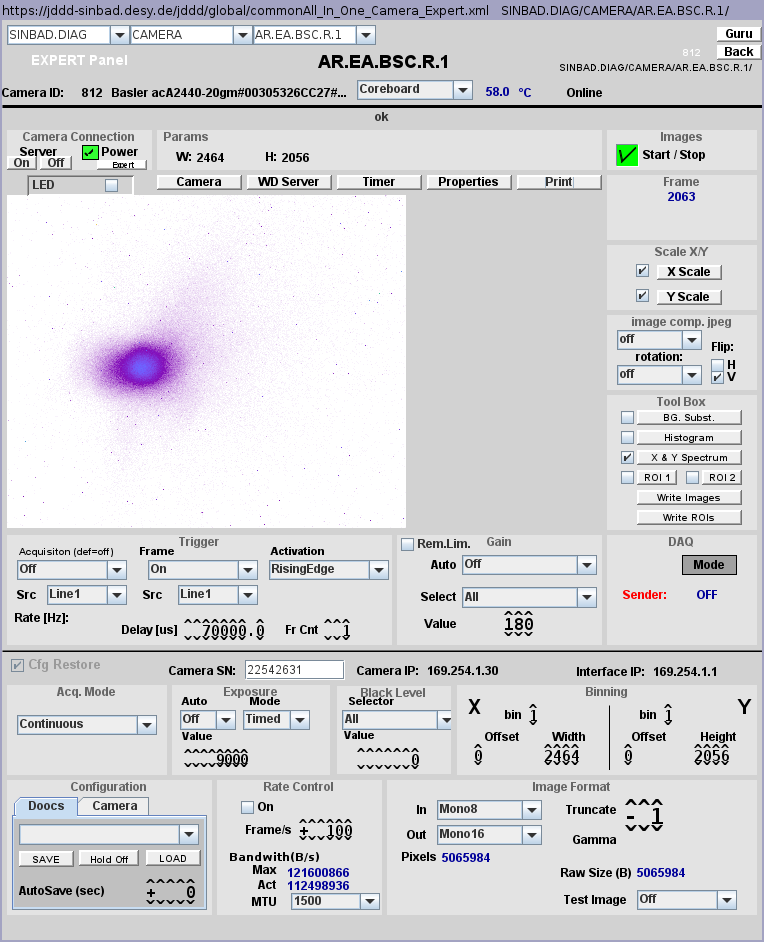 https://jddd-sinbad.desy.de/jddd/global/commonAll_In_One_Camera_Expert.xml SINBAD.DIAG/CAMERA/AR.EA.BSC.R.1/
SINBAD.DIAG CAMERA AR.EA.BSC.R.1 Guru
EXPERT Panel AR.EA.BSC.R.1 812 Back
SINBAD.DIAG/CAMERA/AR.EA.BSC.R.1/
Camera ID: 812 Basler acA2440-20gm#00305326CC27#... Coreboard 58.0 °C Online
ok
Camera Connection Params Images
Server Power W: 2464 H: 2056 Start / Stop
On Off Expert
LED Camera WD Server Timer Properties Print Frame
2063
Scale X/Y
X Scale
Y Scale
image comp. jpeg
off Flip:
rotation: H
off V
Tool Box
BG. Subst.
Histogram
X & Y Spectrum
ROI 1 ROI 2
Write Images
Write ROIs
Trigger Rem.Lim. Gain DAQ
Acquisiton (def=off) Frame Activation
Off On RisingEdge Auto Off Mode
Src Line1 Src Line1 Select All Sender: OFF
Rate [Hz]:
Delay [us] 70000.0 Fr Cnt 1 Value 180
Cfg Restore Camera SN: 22542631 Camera IP: 169.254.1.30 Interface IP: 169.254.1.1
Acq. Mode Exposure Black Level Binning
Auto Mode Selector X bin 1 bin 1 Y
Continuous Off Timed All
Value Value Offset Width Offset Height
9000 0 0 2464 0 2056
Configuration Rate Control Image Format
Doocs Camera On In Mono8 Truncate - 1
Frame/s + 100 Out Mono16 Gamma
SAVE Hold Off LOAD Bandwith(B/s) Pixels 5065984
Max 121600866 Raw Size (B) 5065984
AutoSave (sec) + 0 Act 112498936
MTU 1500 Test Image Off